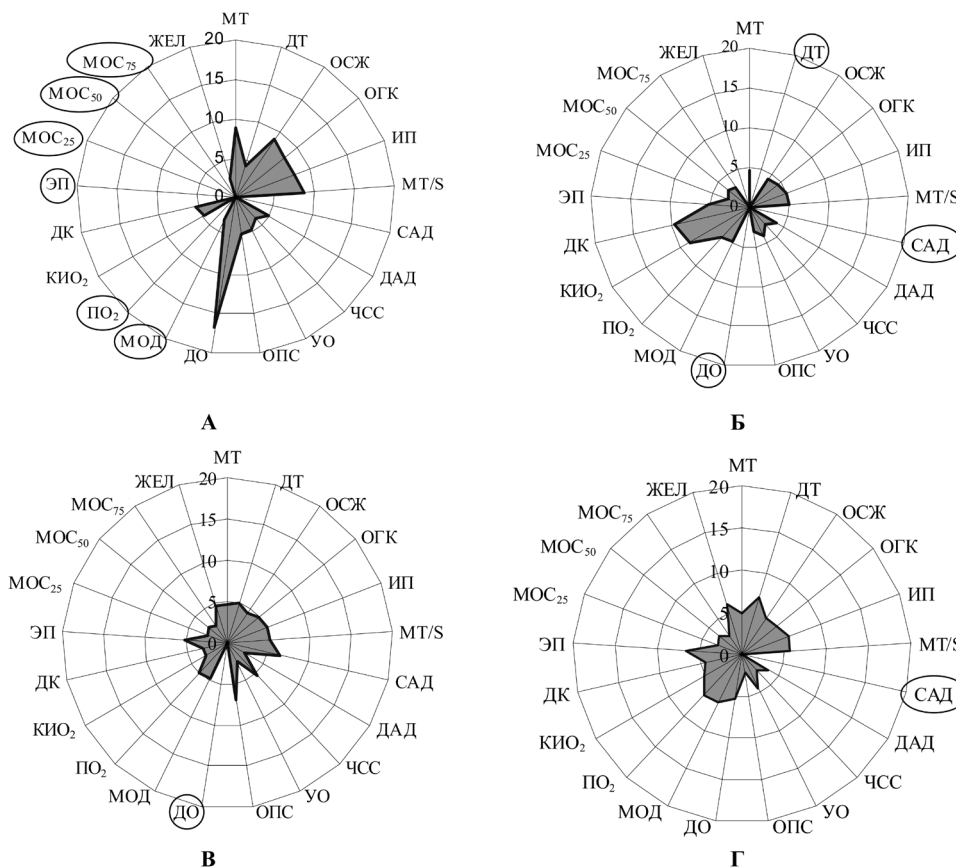 МТ
ДТ
ОСЖ
ОГК
ИП
МТ/S
САД
ДАД
ЧСС
УО
ОПС
ДО
МОД
ПО₂
КИО₂
ДК
ЭП
МОС₂₅
МОС₅₀
МОС₇₅
ЖЕЛ
20
15
10
5
0
А
МТ
ДТ
ОСЖ
ОГК
ИП
МТ/S
САД
ДАД
ЧСС
УО
ОПС
ДО
МОД
ПО₂
КИО₂
ДК
ЭП
МОС₂₅
МОС₅₀
МОС₇₅
ЖЕЛ
20
15
10
5
0
Б
МТ
ДТ
ОСЖ
ОГК
ИП
МТ/S
САД
ДАД
ЧСС
УО
ОПС
ДО
МОД
ПО₂
КИО₂
ДК
ЭП
МОС₂₅
МОС₅₀
МОС₇₅
ЖЕЛ
20
15
10
5
0
В
МТ
ДТ
ОСЖ
ОГК
ИП
МТ/S
САД
ДАД
ЧСС
УО
ОПС
ДО
МОД
ПО₂
КИО₂
ДК
ЭП
МОС₂₅
МОС₅₀
МОС₇₅
ЖЕЛ
20
15
10
5
0
Г